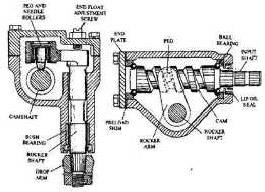 PEG AND
NEEDLE
ROLLERS
END FLOAT
ADJUSTMENT
SCREW
CAMSHAFT
BUSH
BEARING
ROCKER
SHAFT
DROP
ARM
END
PLATE
PEG
BALL
BEARING
INPUT
SHAFT
LIP OIL
SEAL
CAM
ROCKER
SHAFT
ROCKER
ARM
PRELOAD
SHIM